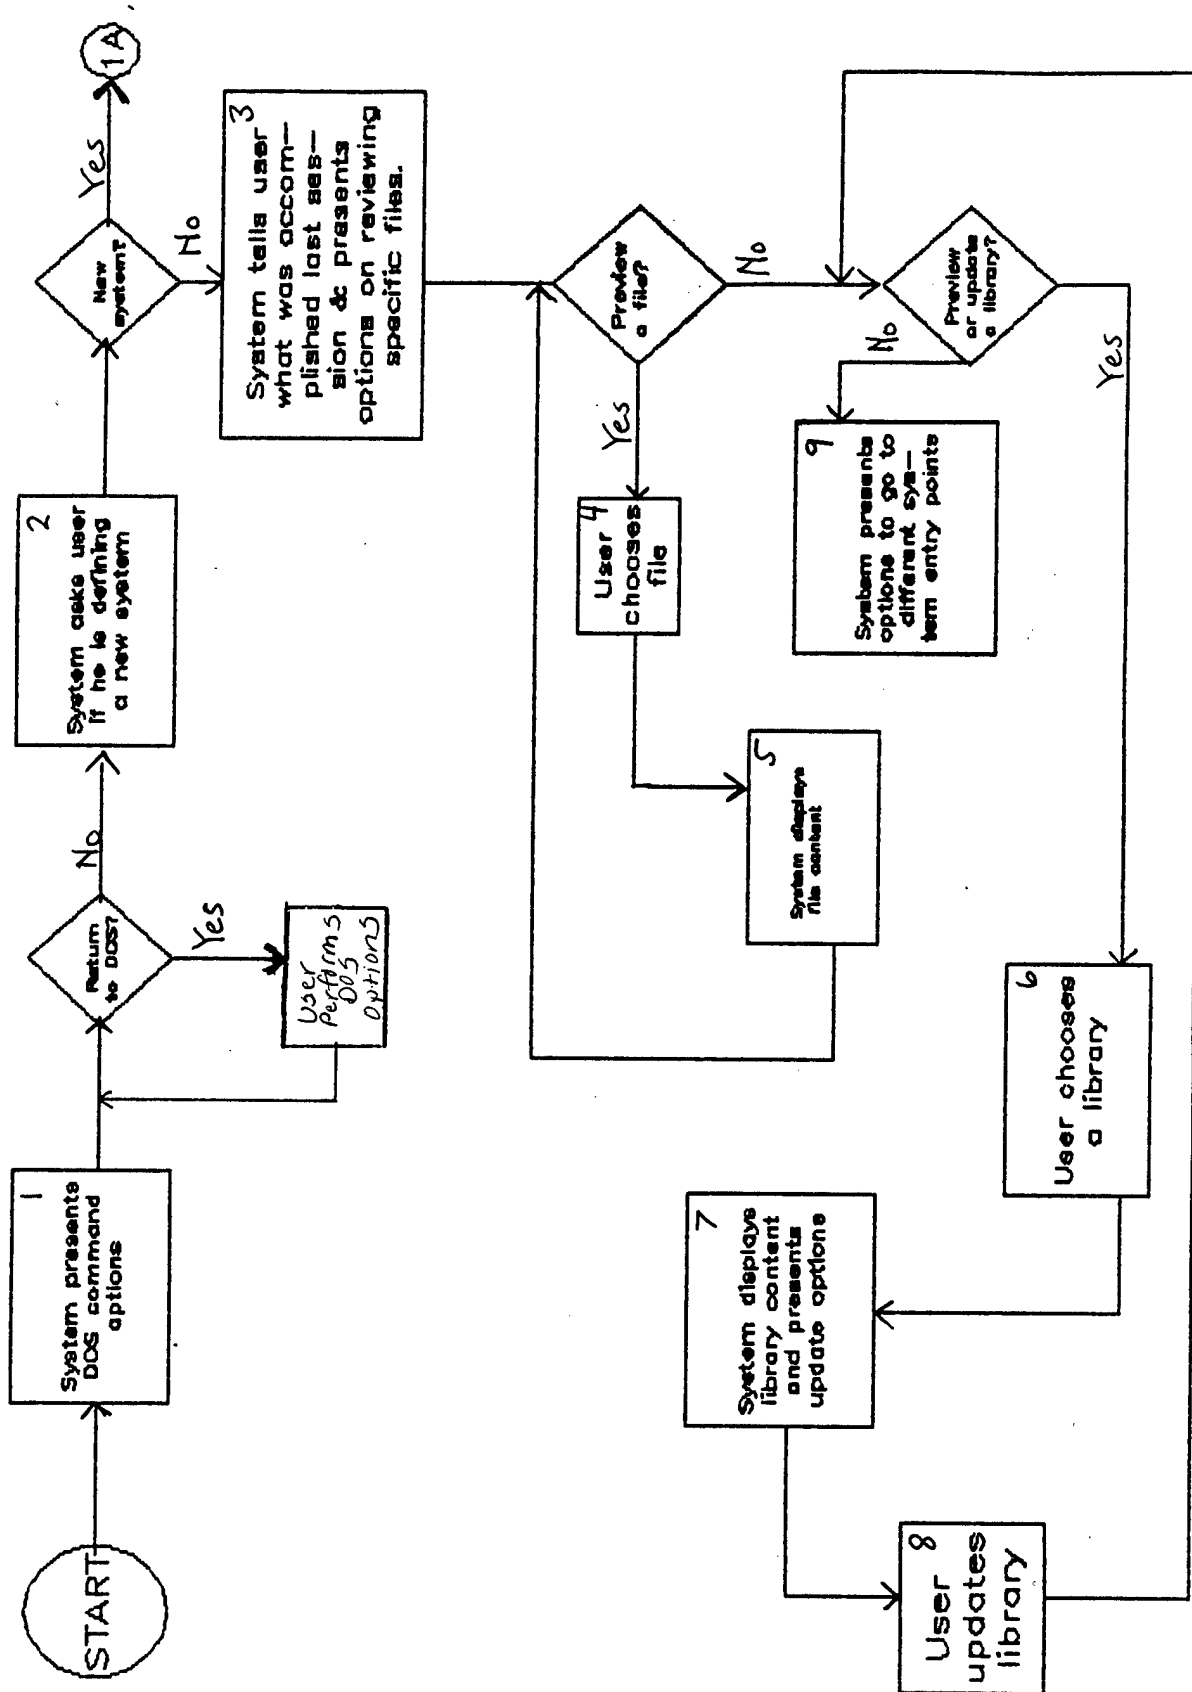 START
1
System presents
DOS command
options
Return
to DOS?
No
Yes
User
Performs
DOS
Options
2
System asks user
if he is defining
a new system
New
system?
Yes
1A
No
3
System tells user
what was accom-
plished last ses-
sion & presents
options on reviewing
specific files.
Preview
a file?
Yes
No
4
User
chooses
file
5
System displays
file content
Preview
or update
a library?
No
Yes
9
System presents
options to go to
different sys-
tem entry points
6
User chooses
a library
7
System displays
library content
and presents
update options
8
User
updates
library